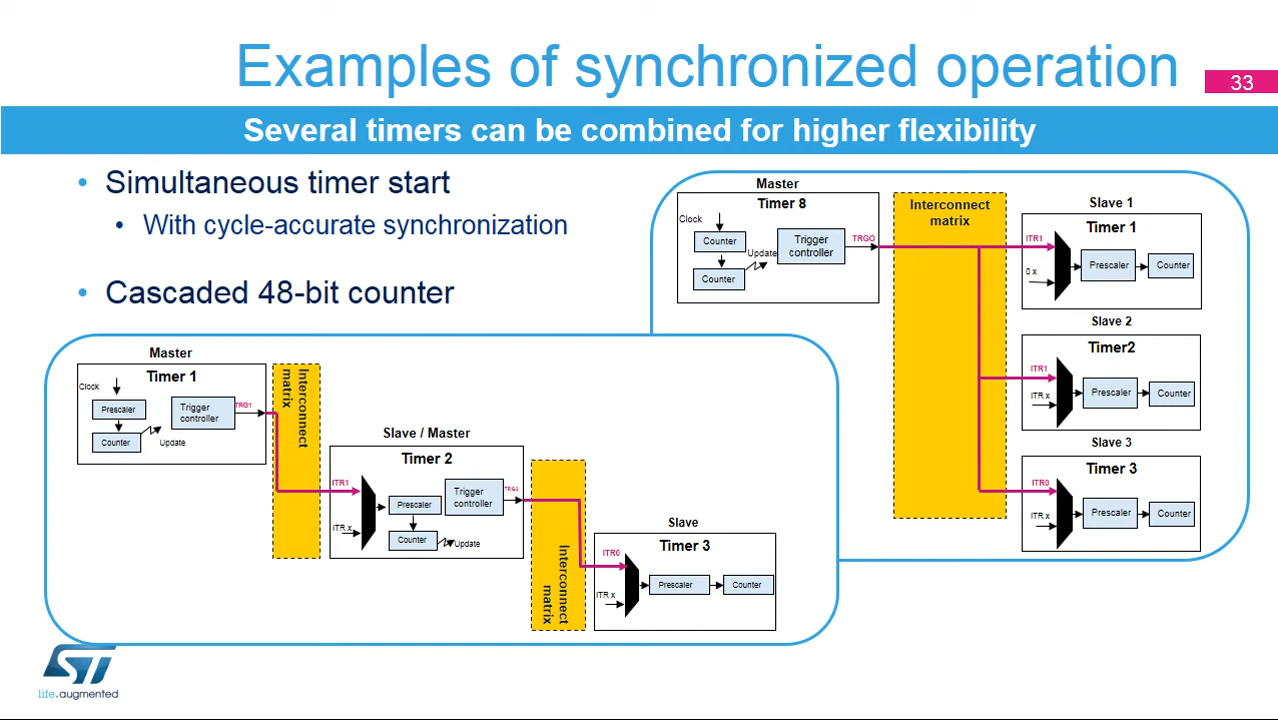 Examples of synchronized operation
33
Several timers can be combined for higher flexibility
• Simultaneous timer start
• With cycle-accurate synchronization
• Cascaded 48-bit counter
Master
Timer 8
Clock
Counter
Counter
Update
Trigger
controller
TRGO
Interconnect
matrix
Slave 1
Timer 1
ITR1
0 x
Prescaler
Counter
Slave 2
Timer2
ITR1
ITR x
Prescaler
Counter
Slave 3
Timer 3
ITR0
ITR x
Prescaler
Counter
Master
Timer 1
Clock
Prescaler
Counter
Update
Trigger
controller
TRG1
Interconnect
matrix
Slave / Master
Timer 2
ITR1
ITR x
Prescaler
Counter
Update
Trigger
controller
TRG2
Interconnect
matrix
Slave
Timer 3
ITR0
ITR x
Prescaler
Counter
ST
life.augmented